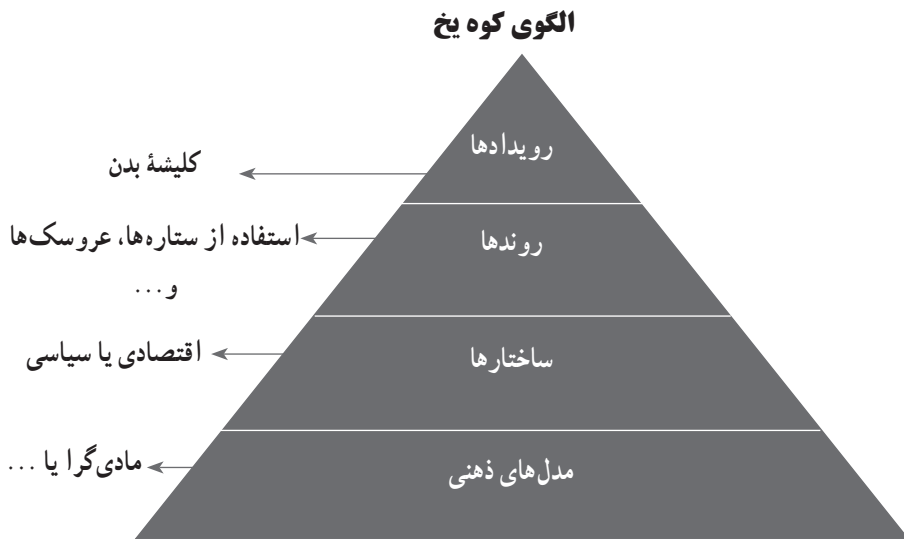 الگوی کوه یخ
رویدادها
کلیشهٔ بدن
روندها
استفاده از ستاره‌ها، عروسک‌ها
و...
ساختارها
اقتصادی یا سیاسی
مدل‌های ذهنی
مادی‌گرا یا ...